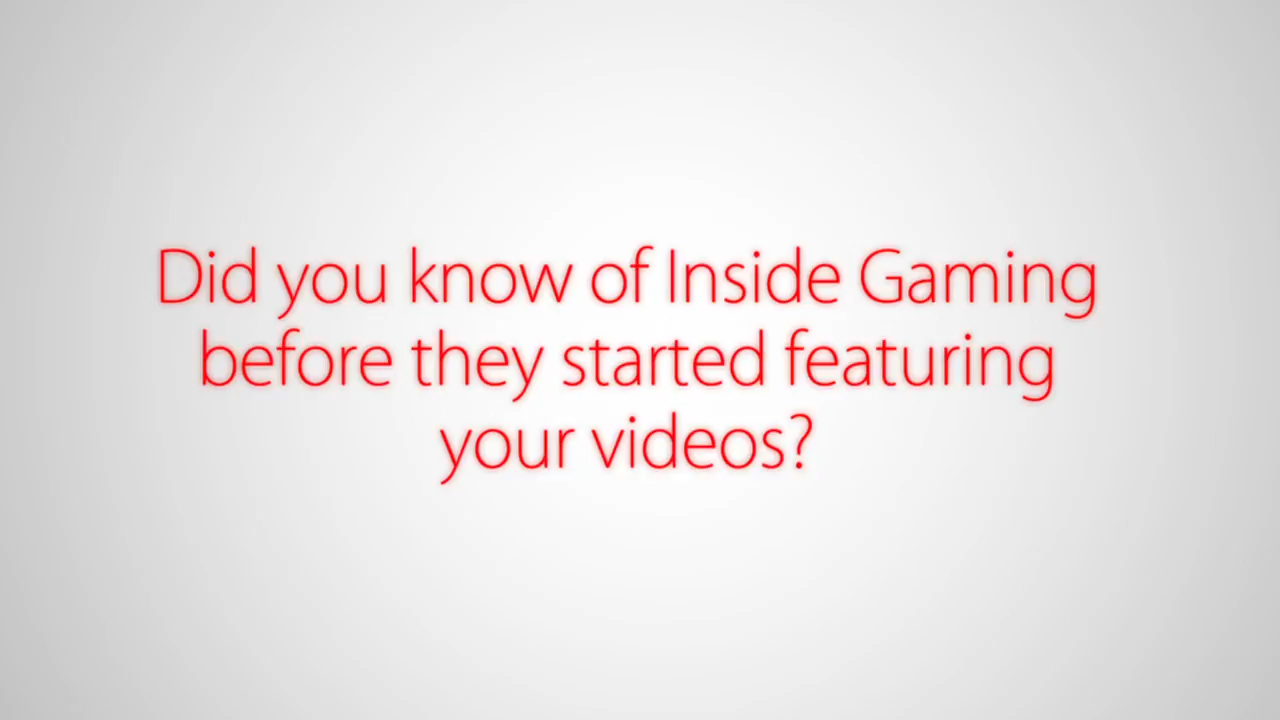 Did you know of Inside Gaming
before they started featuring
your videos?